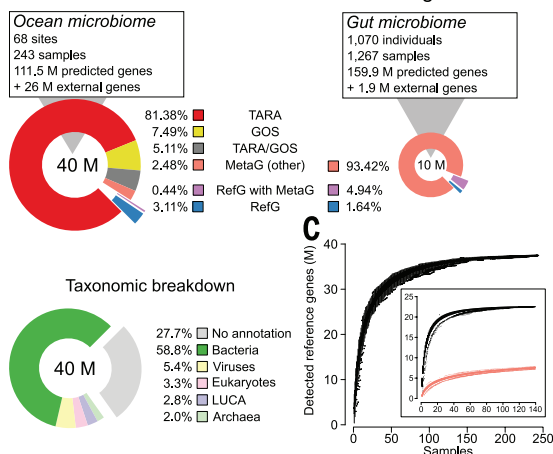 Ocean microbiome
68 sites
243 samples
111.5 M predicted genes
+ 26 M external genes
Gut microbiome
1,070 individuals
1,267 samples
159.9 M predicted genes
+ 1.9 M external genes
40 M
81.38% TARA
7.49% GOS
5.11% TARA/GOS
2.48% MetaG (other) 93.42%
0.44% RefG with MetaG 4.94%
3.11% RefG 1.64%
10 M
Taxonomic breakdown
40 M
27.7% No annotation
58.8% Bacteria
5.4% Viruses
3.3% Eukaryotes
2.8% LUCA
2.0% Archaea
C
Detected reference genes (M)
40
30
20
10
0
0 50 100 150 200 250
Samples
25
20
15
10
5
0
0 20 40 60 80 100 120 140